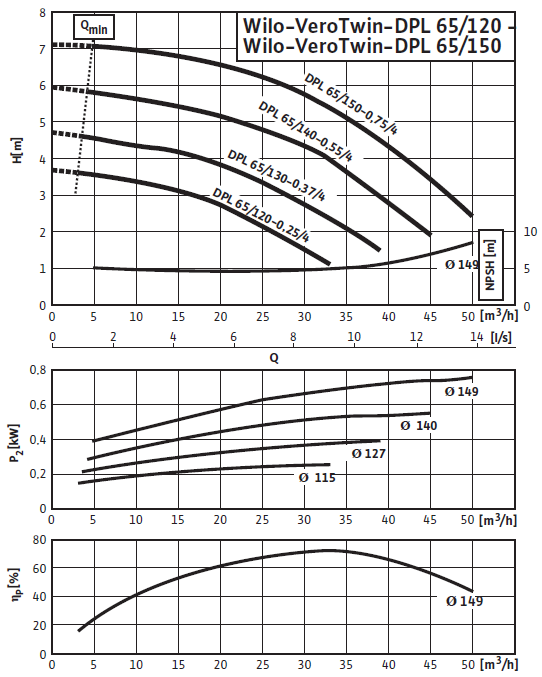 Wilo-VeroTwin-DPL 65/120 -
Wilo-VeroTwin-DPL 65/150
Qmin
H[m]
8
7
6
5
4
3
2
1
0
DPL 65/150-0,75/4
DPL 65/140-0,55/4
DPL 65/130-0,37/4
DPL 65/120-0,25/4
Ø 149
NPSH [m]
10
5
0
0 5 10 15 20 25 30 35 40 45 50 [m³/h]
0 2 4 6 8 10 12 14 [l/s]
Q
P₂[kW]
0.8
0.6
0.4
0.2
0
Ø 149
Ø 140
Ø 127
Ø 115
0 5 10 15 20 25 30 35 40 45 50 [m³/h]
ηp[%]
80
60
40
20
0
Ø 149
0 5 10 15 20 25 30 35 40 45 50 [m³/h]